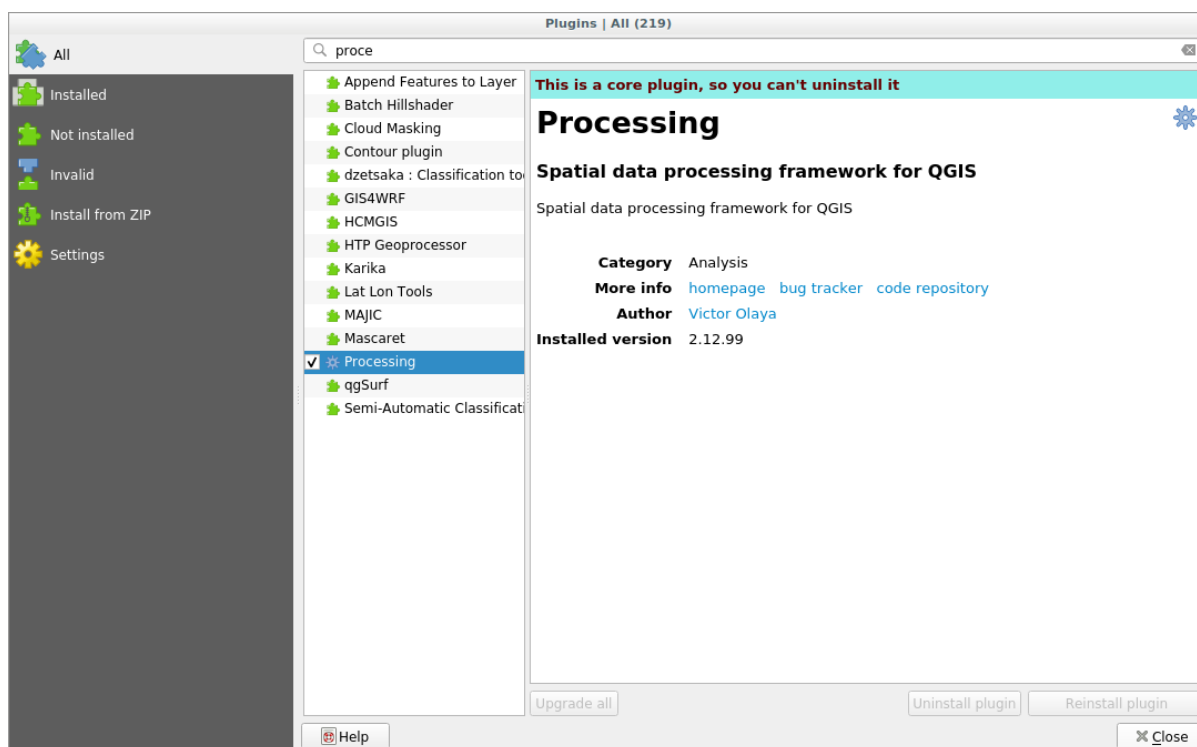 Plugins | All (219)
All
Installed
Not installed
Invalid
Install from ZIP
Settings
proce
Append Features to Layer
Batch Hillshader
Cloud Masking
Contour plugin
dzetsaka : Classification to
GIS4WRF
HCMGIS
HTP Geoprocessor
Karika
Lat Lon Tools
MAJIC
Mascaret
Processing
qgSurf
Semi-Automatic Classificati
This is a core plugin, so you can't uninstall it
Processing
Spatial data processing framework for QGIS
Spatial data processing framework for QGIS
Category Analysis
More info homepage bug tracker code repository
Author Victor Olaya
Installed version 2.12.99
Upgrade all Uninstall plugin Reinstall plugin
Help Close